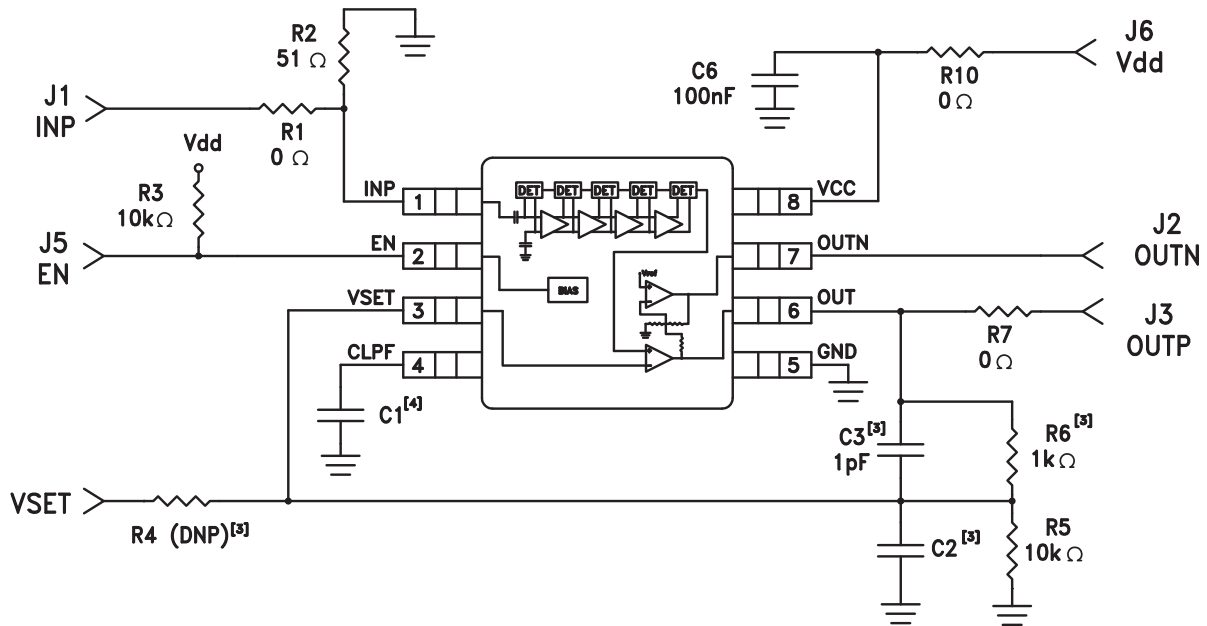 R2
51 Ω
J1
INP
R1
0 Ω
Vdd
R3
10kΩ
J5
EN
INP
1
EN
2
VSET
3
CLPF
4
C1[4]
VSET
R4 (DNP)[3]
DET DET DET DET DET
BIAS
Vref
C6
100nF
R10
0 Ω
J6
Vdd
VCC
8
OUTN
7
J2
OUTN
OUT
6
R7
0 Ω
J3
OUTP
GND
5
C3[3]
1pF
R6[3]
1k Ω
C2[3]
R5
10k Ω